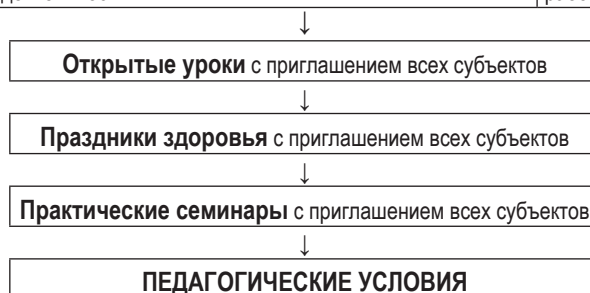 ↓
Открытые уроки с приглашением всех субъектов
↓
Праздники здоровья с приглашением всех субъектов
↓
Практические семинары с приглашением всех субъектов
↓
ПЕДАГОГИЧЕСКИЕ УСЛОВИЯ